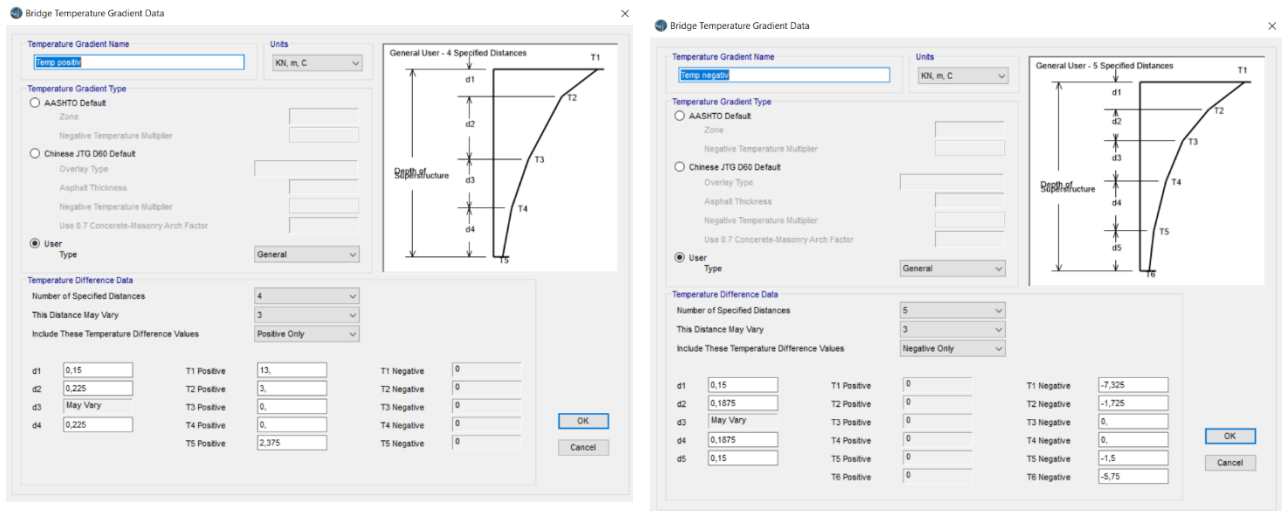 Bridge Temperature Gradient Data
Temperature Gradient Name
Temp positiv
Units
KN, m, C
Temperature Gradient Type
AASHTO Default
Zone
Negative Temperature Multiplier
Chinese JTG D60 Default
Overlay Type
Asphalt Thickness
Negative Temperature Multiplier
Use 0.7 Concerete-Masonry Arch Factor
User
Type
General
General User - 4 Specified Distances
T1
d1
T2
d2
T3
Depth of
Superstructure
d3
T4
d4
T5
Temperature Difference Data
Number of Specified Distances 4
This Distance May Vary 3
Include These Temperature Difference Values Positive Only
d1 0,15 T1 Positive 13, T1 Negative 0
d2 0,225 T2 Positive 3, T2 Negative 0
d3 May Vary T3 Positive 0, T3 Negative 0
d4 0,225 T4 Positive 0, T4 Negative 0
T5 Positive 2,375 T5 Negative 0
OK
Cancel
Bridge Temperature Gradient Data
Temperature Gradient Name
Temp negativ
Units
KN, m, C
Temperature Gradient Type
AASHTO Default
Zone
Negative Temperature Multiplier
Chinese JTG D60 Default
Overlay Type
Asphalt Thickness
Negative Temperature Multiplier
Use 0.7 Concerete-Masonry Arch Factor
User
Type
General
General User - 5 Specified Distances
T1
d1
T2
d2
T3
d3
T4
Depth of
Superstructure
d4
T5
d5
T6
Temperature Difference Data
Number of Specified Distances 5
This Distance May Vary 3
Include These Temperature Difference Values Negative Only
d1 0,15 T1 Positive 0 T1 Negative -7,325
d2 0,1875 T2 Positive 0 T2 Negative -1,725
d3 May Vary T3 Positive 0 T3 Negative 0,
d4 0,1875 T4 Positive 0 T4 Negative 0,
d5 0,15 T5 Positive 0 T5 Negative -1,5
T6 Positive 0 T6 Negative -5,75
OK
Cancel